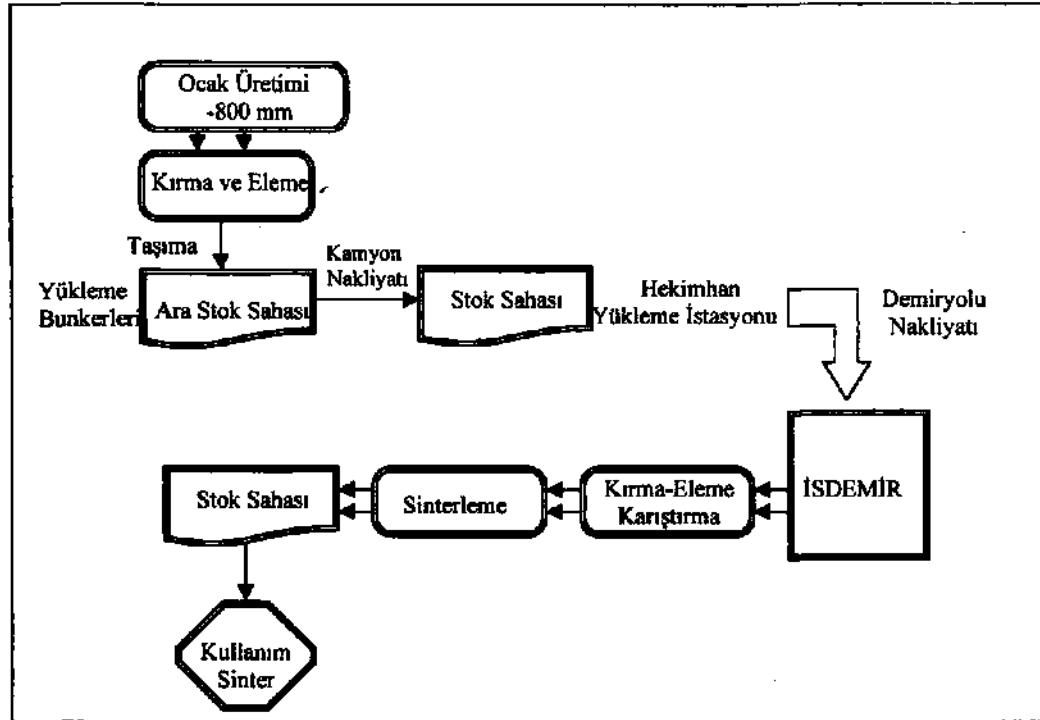 Ocak Üretimi
-800 mm
Kırma ve Eleme
Taşıma
Kamyon
Nakliyatı
Yükleme
Bunkerleri
Ara Stok Sahası
Stok Sahası
Hekimhan
Yükleme İstasyonu
Demiryolu
Nakliyatı
İSDEMİR
Kırma-Eleme
Karıştırma
Sinterleme
Stok Sahası
Kullanım
Sinter